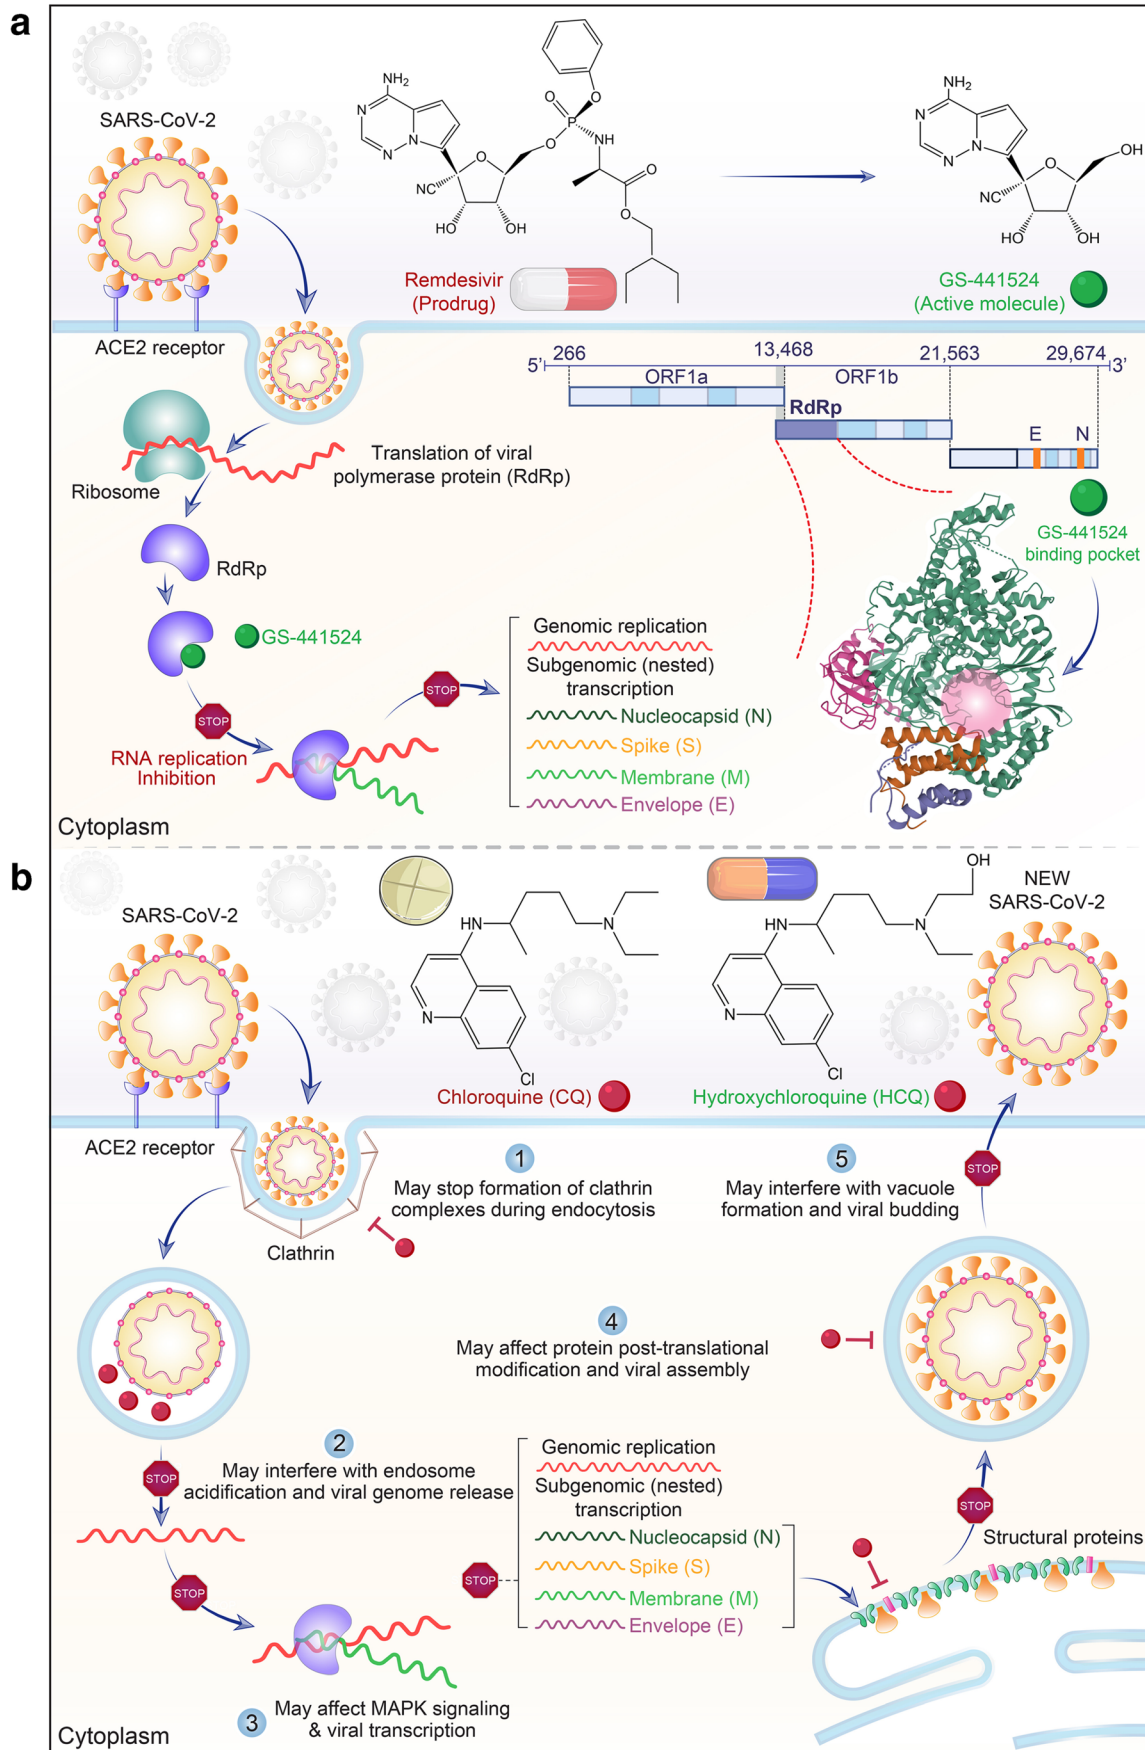 a
SARS-CoV-2
NH₂
N
N
N
NC
O
HO
OH
O
O
P
O
NH
O
O
NH₂
N
N
N
NC
O
OH
HO
OH
Remdesivir
(Prodrug)
GS-441524
(Active molecule)
ACE2 receptor
266
13,468
21,563
29,674
5'
3'
ORF1a
ORF1b
RdRp
E
N
Translation of viral
polymerase protein (RdRp)
Ribosome
GS-441524
binding pocket
RdRp
GS-441524
STOP
RNA replication
Inhibition
STOP
Genomic replication
Subgenomic (nested)
transcription
Nucleocapsid (N)
Spike (S)
Membrane (M)
Envelope (E)
Cytoplasm
b
SARS-CoV-2
HN
N
N
Cl
Chloroquine (CQ)
HN
N
OH
N
Cl
Hydroxychloroquine (HCQ)
NEW
SARS-CoV-2
ACE2 receptor
Clathrin
1
May stop formation of clathrin
complexes during endocytosis
5
May interfere with vacuole
formation and viral budding
STOP
4
May affect protein post-translational
modification and viral assembly
2
May interfere with endosome
acidification and viral genome release
STOP
STOP
STOP
Genomic replication
Subgenomic (nested)
transcription
Nucleocapsid (N)
Spike (S)
Membrane (M)
Envelope (E)
STOP
Structural proteins
3
May affect MAPK signaling
& viral transcription
Cytoplasm